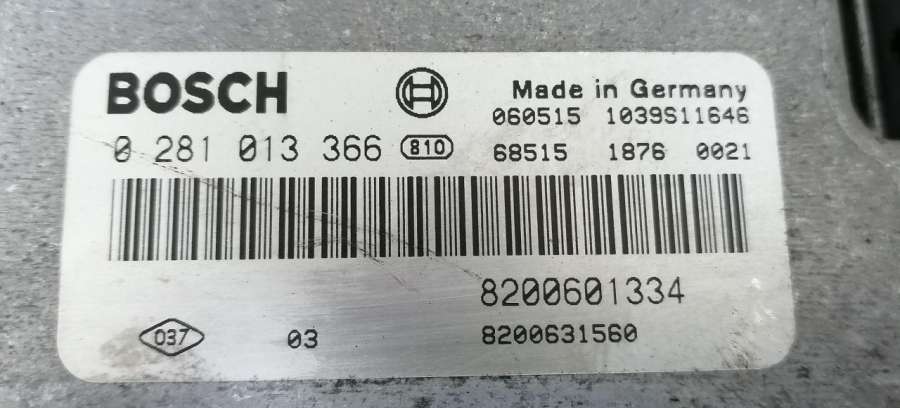 BOSCH
Made in Germany
060515 1039S11646
0 281 013 366 810
68515 1876 0021
8200601334
037 03
8200631560